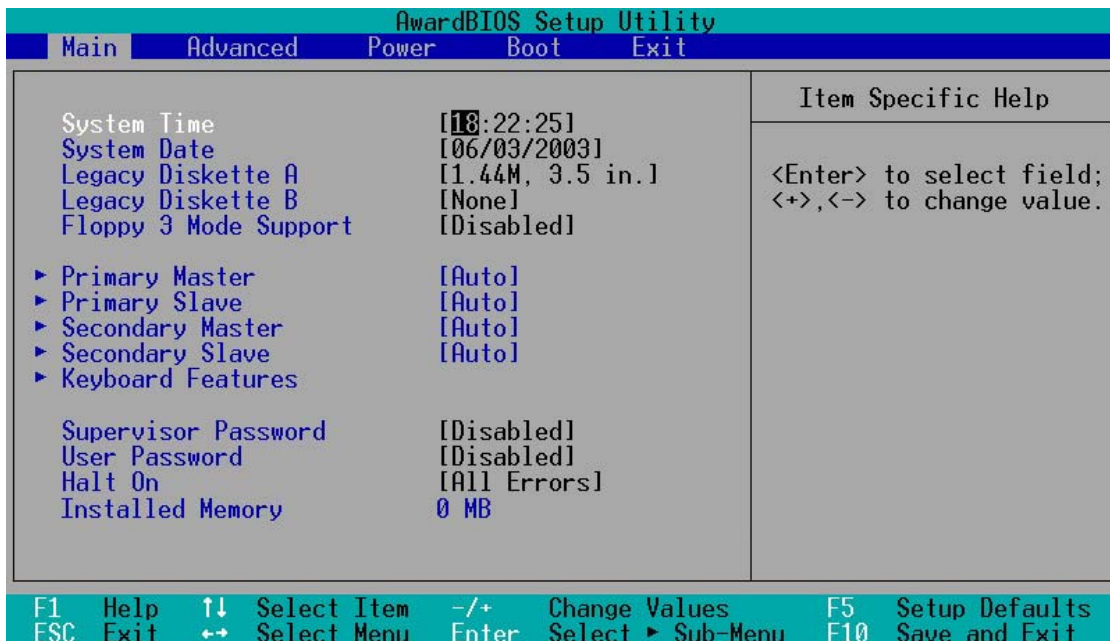 AwardBIOS Setup Utility
Main Advanced Power Boot Exit
System Time [18:22:25]
System Date [06/03/2003]
Legacy Diskette A [1.44M, 3.5 in.]
Legacy Diskette B [None]
Floppy 3 Mode Support [Disabled]
▶ Primary Master [Auto]
▶ Primary Slave [Auto]
▶ Secondary Master [Auto]
▶ Secondary Slave [Auto]
▶ Keyboard Features
Supervisor Password [Disabled]
User Password [Disabled]
Halt On [All Errors]
Installed Memory 0 MB
Item Specific Help
<Enter> to select field;
<+>,<-> to change value.
F1 Help ↑↓ Select Item -/+ Change Values F5 Setup Defaults
ESC Exit ←→ Select Menu Enter Select ▶ Sub-Menu F10 Save and Exit